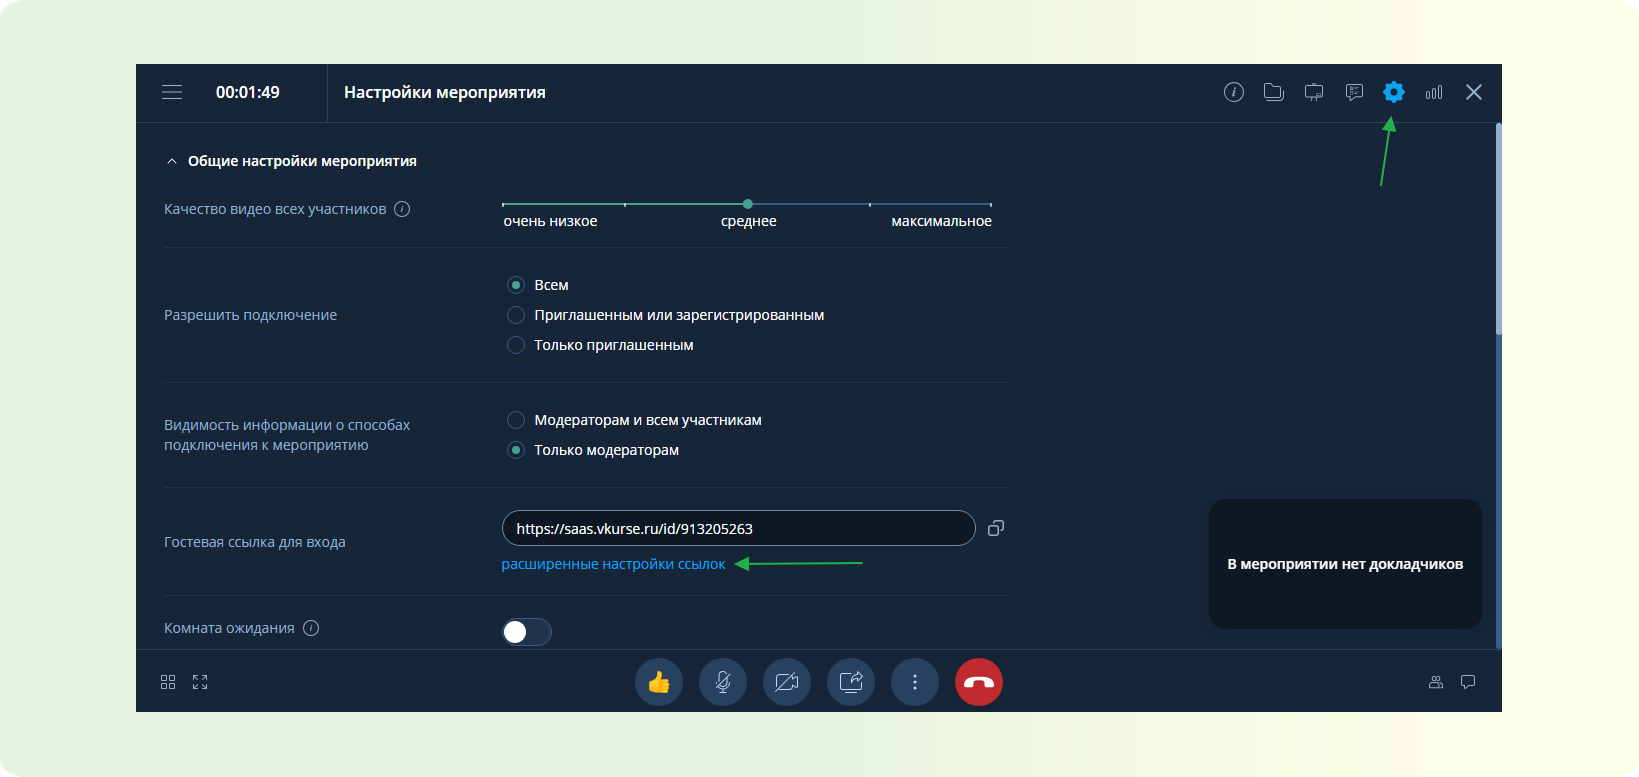 00:01:49
Настройки мероприятия
Общие настройки мероприятия
Качество видео всех участников
очень низкое
среднее
максимальное
Разрешить подключение
Всем
Приглашенным или зарегистрированным
Только приглашенным
Видимость информации о способах
подключения к мероприятию
Модераторам и всем участникам
Только модераторам
Гостевая ссылка для входа
https://saas.vkurse.ru/id/913205263
расширенные настройки ссылок
В мероприятии нет докладчиков
Комната ожидания